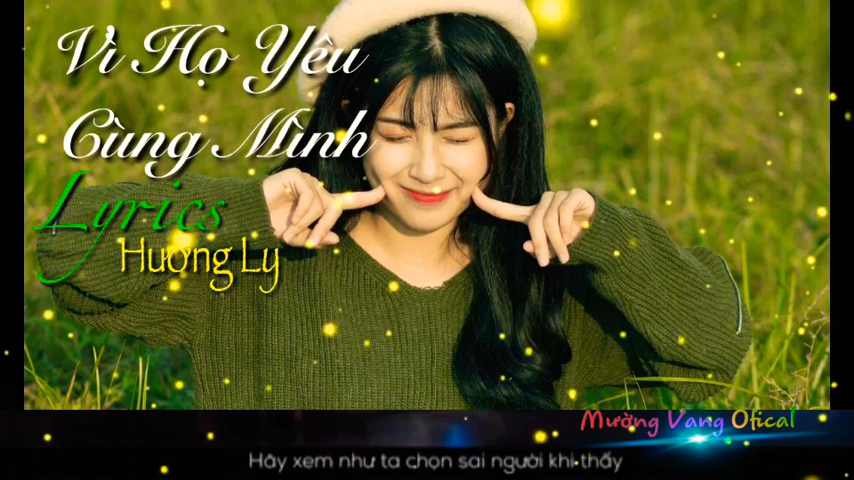 Vì Họ Yêu
Cùng Mình
Lyrics
Hương Ly
Mường Vang Ofical
Hãy xem như ta chọn sai người khi thấy